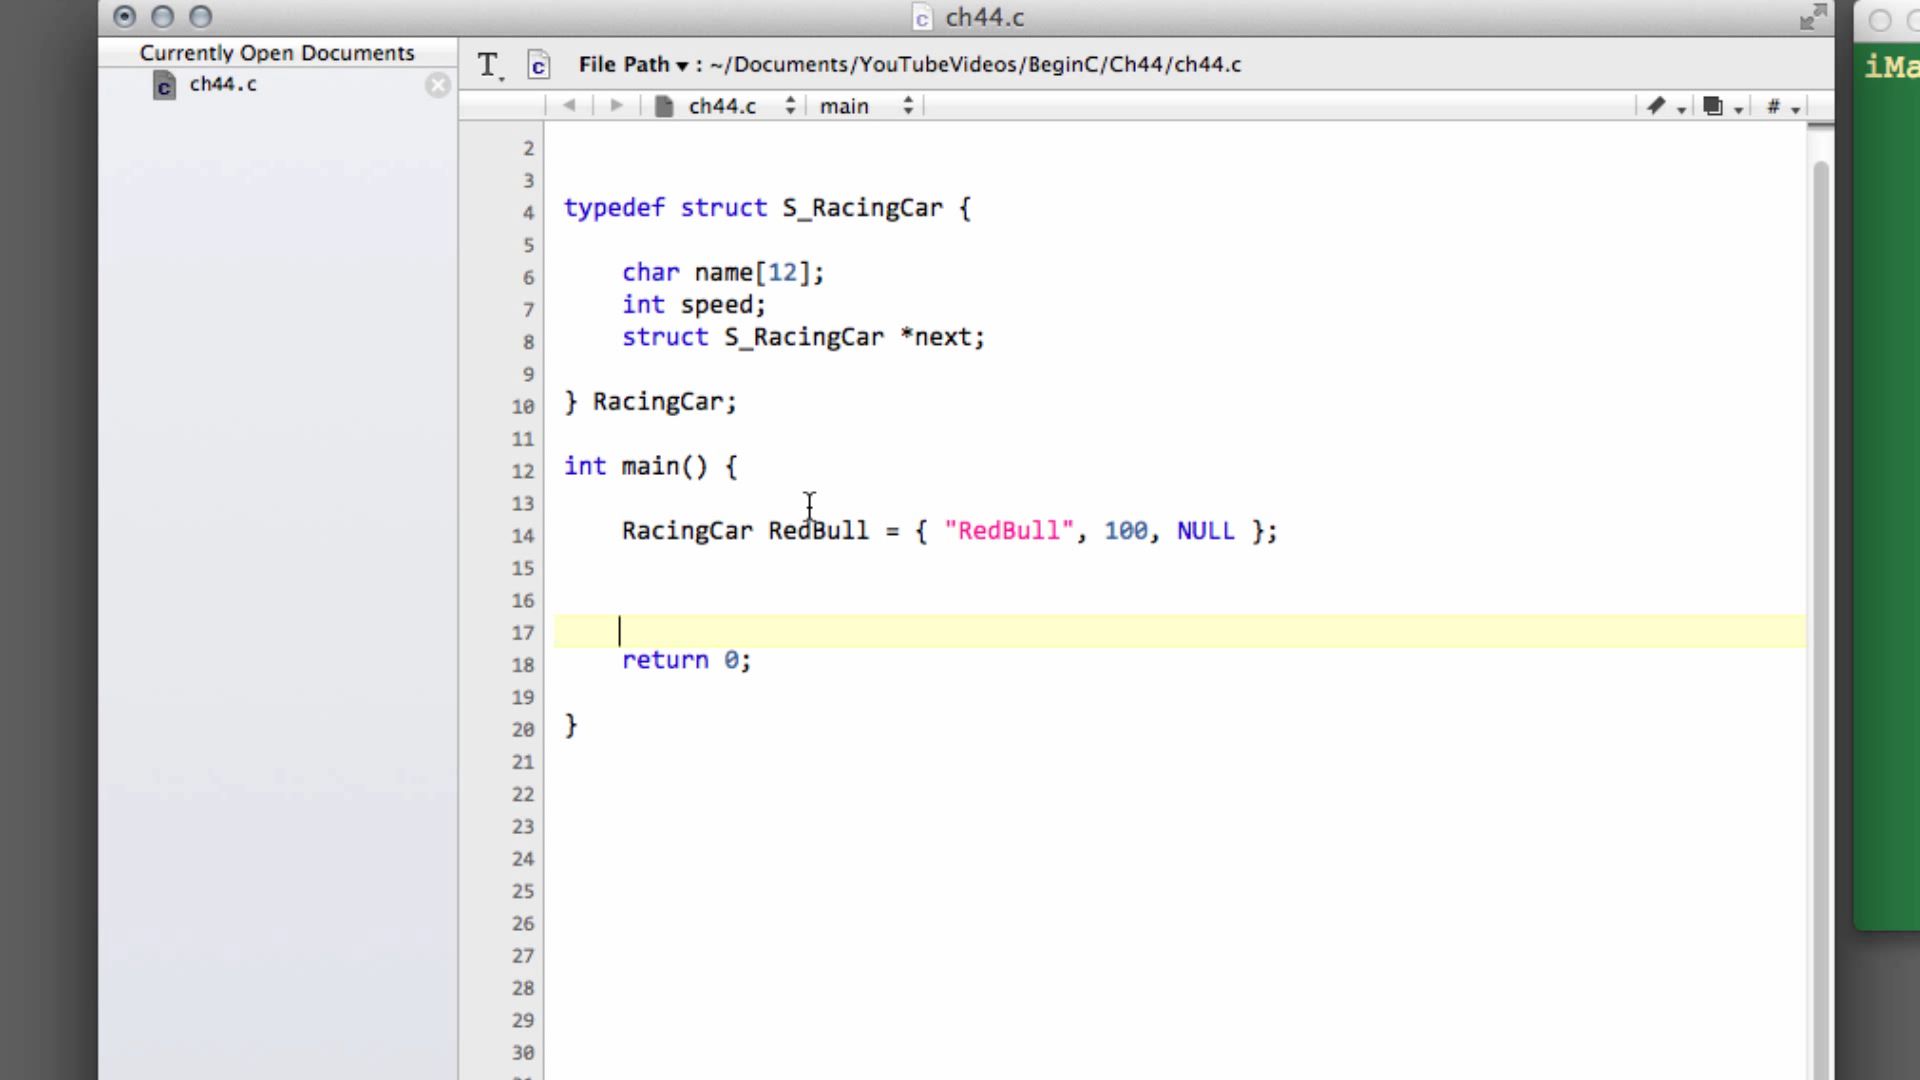 ch44.c
Currently Open Documents
ch44.c
File Path : ~/Documents/YouTubeVideos/BeginC/Ch44/ch44.c
ch44.c main #
iMa
2
3
4 typedef struct S_RacingCar {
5
6 char name[12];
7 int speed;
8 struct S_RacingCar *next;
9
10 } RacingCar;
11
12 int main() {
13
14 RacingCar RedBull = { "RedBull", 100, NULL };
15
16
17
18 return 0;
19
20 }
21
22
23
24
25
26
27
28
29
30